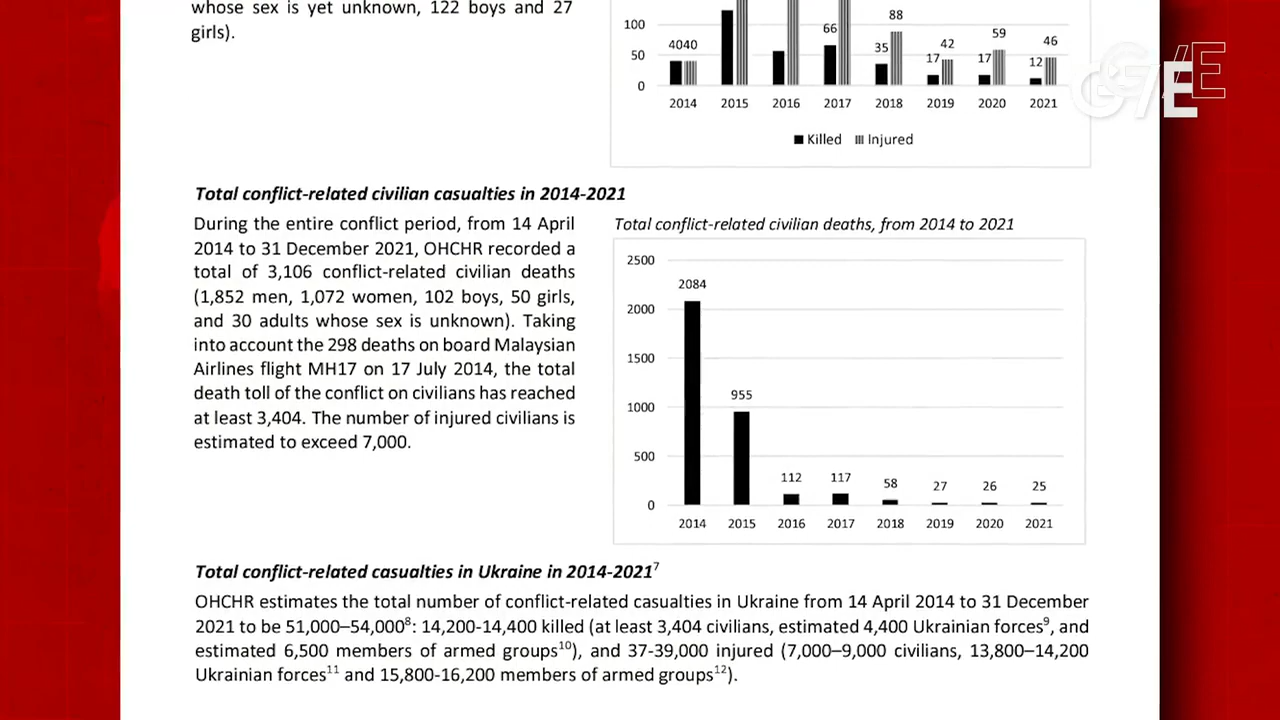 whose sex is yet unknown, 122 boys and 27
girls).
100
50
0
4040
66
35
88
17
42
17
59
12
46
2014 2015 2016 2017 2018 2019 2020 2021
Killed Injured
Total conflict-related civilian casualties in 2014-2021
During the entire conflict period, from 14 April
2014 to 31 December 2021, OHCHR recorded a
total of 3,106 conflict-related civilian deaths
(1,852 men, 1,072 women, 102 boys, 50 girls,
and 30 adults whose sex is unknown). Taking
into account the 298 deaths on board Malaysian
Airlines flight MH17 on 17 July 2014, the total
death toll of the conflict on civilians has reached
at least 3,404. The number of injured civilians is
estimated to exceed 7,000.
Total conflict-related civilian deaths, from 2014 to 2021
2500
2000
1500
1000
500
0
2084
955
112
117
58
27
26
25
2014 2015 2016 2017 2018 2019 2020 2021
Total conflict-related casualties in Ukraine in 2014-2021⁷
OHCHR estimates the total number of conflict-related casualties in Ukraine from 14 April 2014 to 31 December
2021 to be 51,000–54,000⁸: 14,200-14,400 killed (at least 3,404 civilians, estimated 4,400 Ukrainian forces⁹, and
estimated 6,500 members of armed groups¹⁰), and 37-39,000 injured (7,000–9,000 civilians, 13,800–14,200
Ukrainian forces¹¹ and 15,800-16,200 members of armed groups¹²).